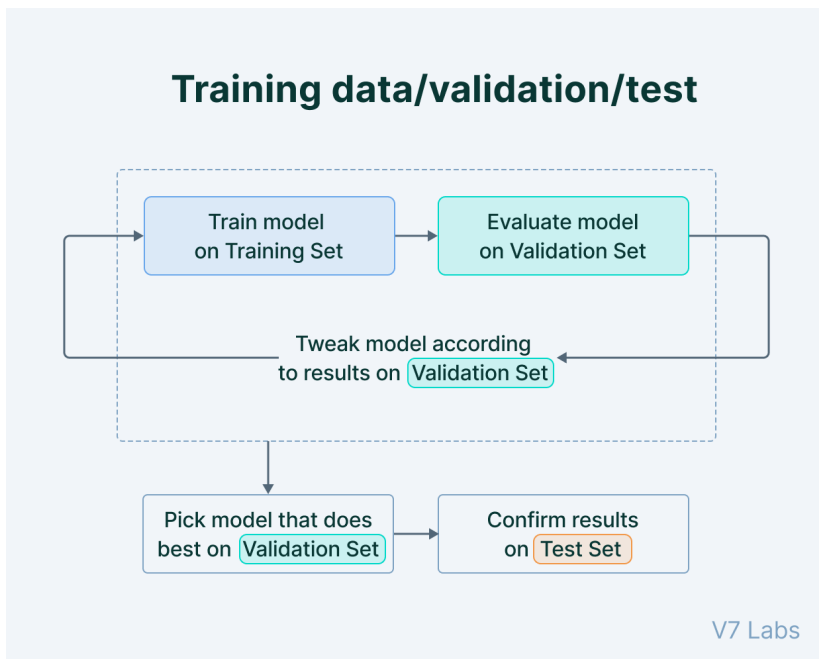 Training data/validation/test
Train model
on Training Set
Evaluate model
on Validation Set
Tweak model according
to results on Validation Set
Pick model that does
best on Validation Set
Confirm results
on Test Set
V7 Labs